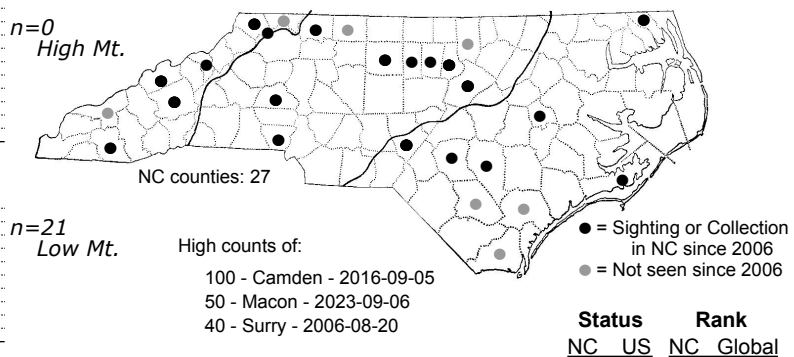 n=0
High Mt.
NC counties: 27
n=21
Low Mt.
High counts of:
100 - Camden - 2016-09-05
50 - Macon - 2023-09-06
40 - Surry - 2006-08-20
● = Sighting or Collection
in NC since 2006
● = Not seen since 2006
Status Rank
NC US NC Global